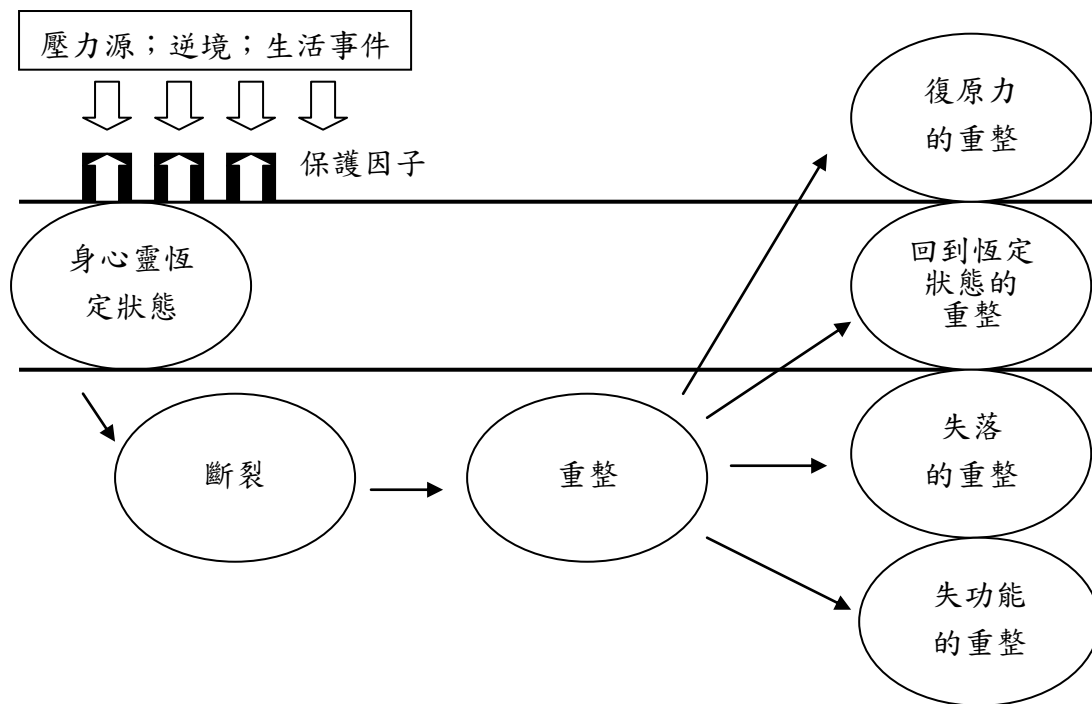 壓力源；逆境；生活事件
保護因子
身心靈恆
定狀態
斷裂
重整
復原力
的重整
回到恆定
狀態的
重整
失落
的重整
失功能
的重整